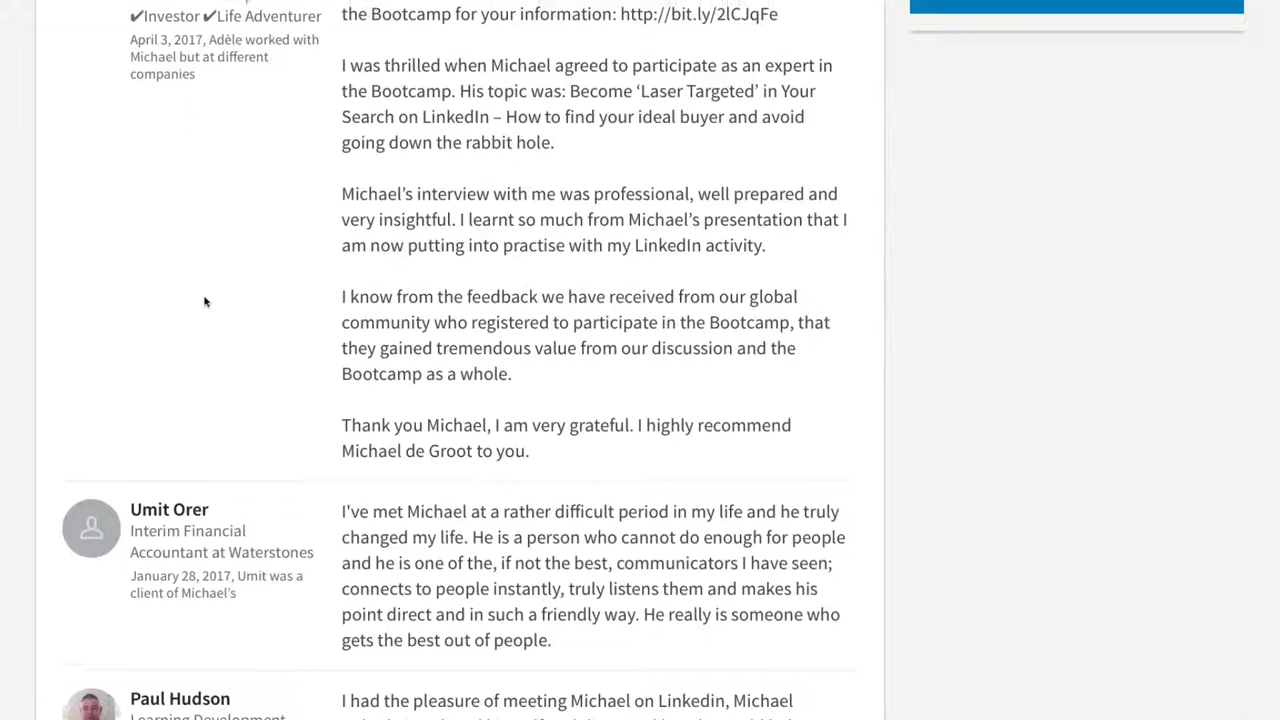 ✔Investor ✔Life Adventurer
April 3, 2017, Adèle worked with
Michael but at different
companies
the Bootcamp for your information: http://bit.ly/2lCJqFe
I was thrilled when Michael agreed to participate as an expert in
the Bootcamp. His topic was: Become ‘Laser Targeted’ in Your
Search on LinkedIn – How to find your ideal buyer and avoid
going down the rabbit hole.
Michael’s interview with me was professional, well prepared and
very insightful. I learnt so much from Michael’s presentation that I
am now putting into practise with my LinkedIn activity.
I know from the feedback we have received from our global
community who registered to participate in the Bootcamp, that
they gained tremendous value from our discussion and the
Bootcamp as a whole.
Thank you Michael, I am very grateful. I highly recommend
Michael de Groot to you.
Umit Orer
Interim Financial
Accountant at Waterstones
January 28, 2017, Umit was a
client of Michael’s
I've met Michael at a rather difficult period in my life and he truly
changed my life. He is a person who cannot do enough for people
and he is one of the, if not the best, communicators I have seen;
connects to people instantly, truly listens them and makes his
point direct and in such a friendly way. He really is someone who
gets the best out of people.
Paul Hudson
Learning Development
I had the pleasure of meeting Michael on Linkedin, Michael